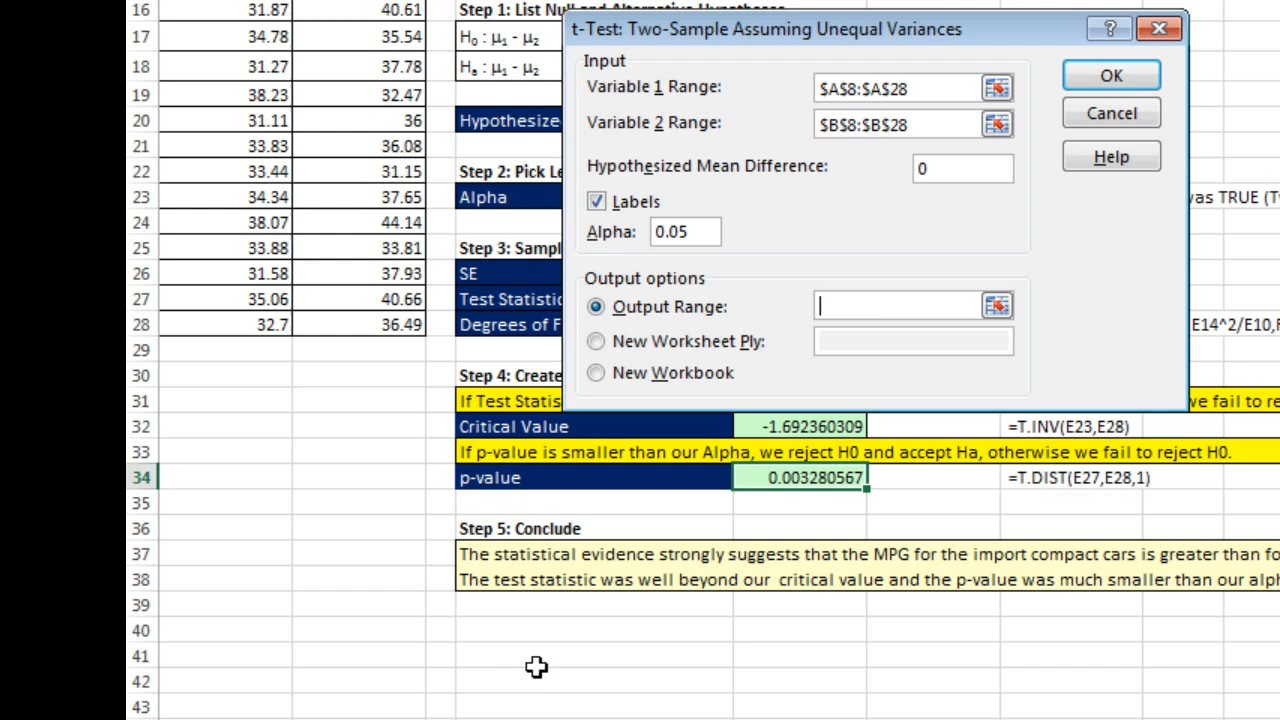 16 31.87 40.61 Step 1: List Null and Alternative Hypotheses
t-Test: Two-Sample Assuming Unequal Variances
17 34.78 35.54 H₀ : µ₁ - µ₂
Input
OK
18 31.27 37.78 Hₐ : µ₁ - µ₂
Variable 1 Range: $A$8:$A$28
19 38.23 32.47
Cancel
20 31.11 36 Hypothesize
Variable 2 Range: $B$8:$B$28
21 33.83 36.08
Help
22 33.44 31.15 Step 2: Pick Le
Hypothesized Mean Difference: 0
23 34.34 37.65 Alpha
Labels
was TRUE (T
24 38.07 44.14
Alpha: 0.05
25 33.88 33.81 Step 3: Sampl
26 31.58 37.93 SE
Output options
27 35.06 40.66 Test Statistic
Output Range:
28 32.7 36.49 Degrees of F
E14^2/E10,
29
New Worksheet Ply:
30 Step 4: Create
New Workbook
31 If Test Statis
we fail to re
32 Critical Value -1.692360309 =T.INV(E23,E28)
33 If p-value is smaller than our Alpha, we reject H0 and accept Ha, otherwise we fail to reject H0.
34 p-value 0.003280567 =T.DIST(E27,E28,1)
35
36 Step 5: Conclude
37 The statistical evidence strongly suggests that the MPG for the import compact cars is greater than fo
38 The test statistic was well beyond our critical value and the p-value was much smaller than our alph
39
40
41
42
43